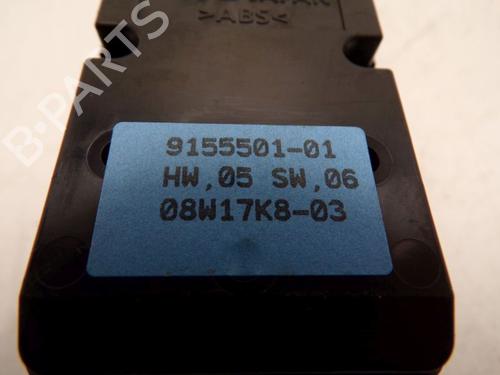 >ABS<
9155501-01
HW,05 SW,06
08W17K8-03
B-PARTS